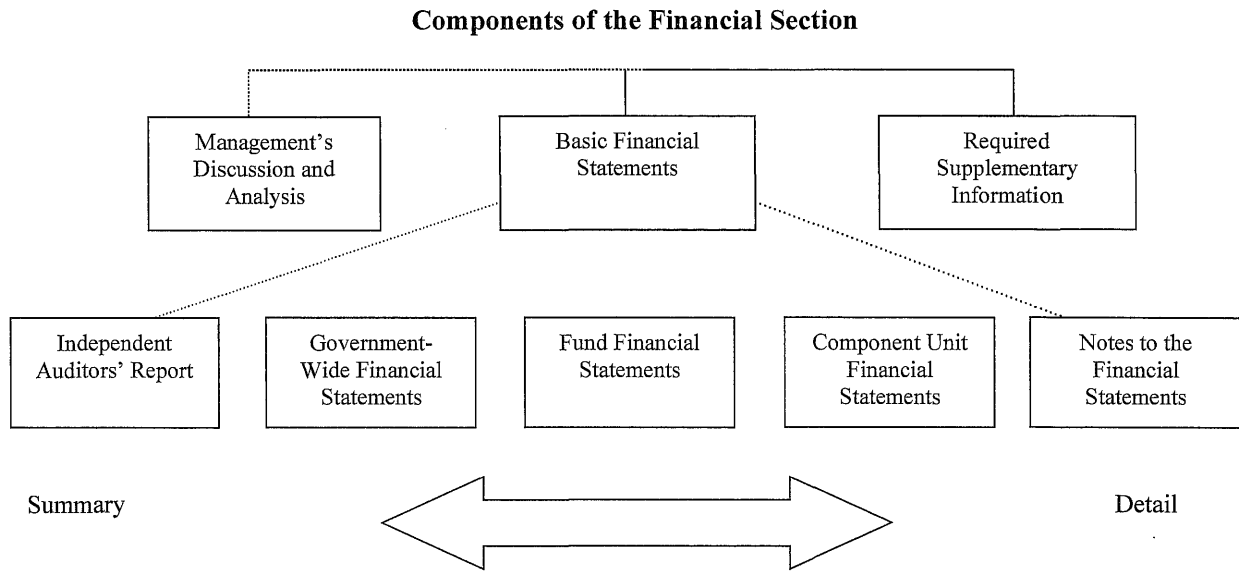 Components of the Financial Section
Management's
Discussion and
Analysis
Basic Financial
Statements
Required
Supplementary
Information
Independent
Auditors' Report
Government-
Wide Financial
Statements
Fund Financial
Statements
Component Unit
Financial
Statements
Notes to the
Financial
Statements
Summary
Detail